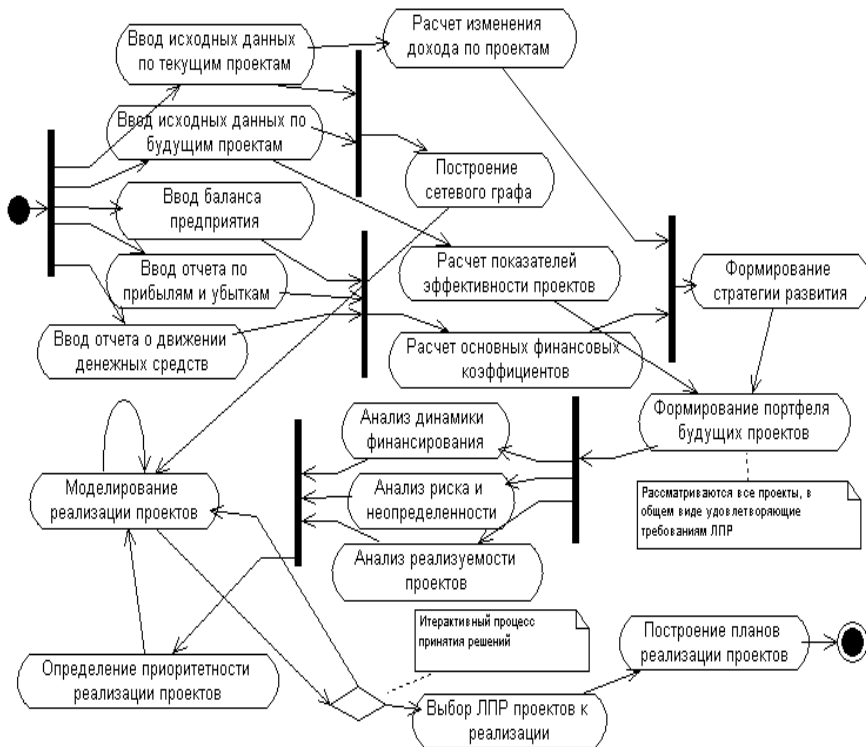 Ввод исходных данных
по текущим проектам
Расчет изменения
дохода по проектам
Ввод исходных данных по
будущим проектам
Построение
сетевого графа
Ввод баланса
предприятия
Ввод отчета по
прибылям и убыткам
Расчет показателей
эффективности проектов
Формирование
стратегии развития
Ввод отчета о движении
денежных средств
Расчет основных финансовых
коэффициентов
Анализ динамики
финансирования
Формирование портфеля
будущих проектов
Моделирование
реализации проектов
Анализ риска и
неопределенности
Рассматриваются все проекты, в
общем виде удовлетворяющие
требованиям ЛПР
Анализ реализуемости
проектов
Итерактивный процесс
принятия решений
Построение планов
реализации проектов
Определение приоритетности
реализации проектов
Выбор ЛПР проектов к
реализации